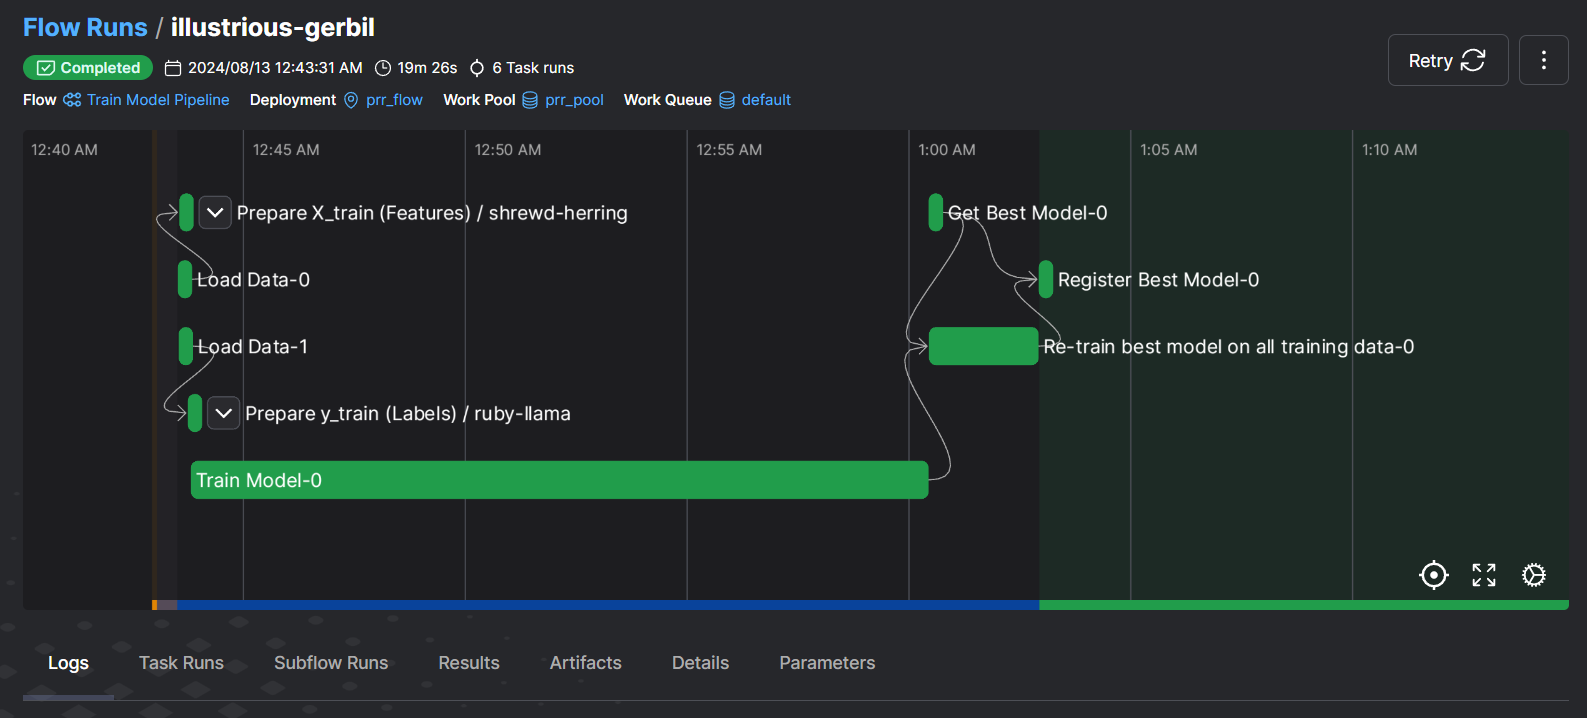 Flow Runs / illustrious-gerbil
Completed 2024/08/13 12:43:31 AM 19m 26s 6 Task runs
Retry
Flow Train Model Pipeline Deployment prr_flow Work Pool prr_pool Work Queue default
12:40 AM 12:45 AM 12:50 AM 12:55 AM 1:00 AM 1:05 AM 1:10 AM
Prepare X_train (Features) / shrewd-herring Get Best Model-0
Load Data-0 Register Best Model-0
Load Data-1 Re-train best model on all training data-0
Prepare y_train (Labels) / ruby-llama
Train Model-0
Logs Task Runs Subflow Runs Results Artifacts Details Parameters